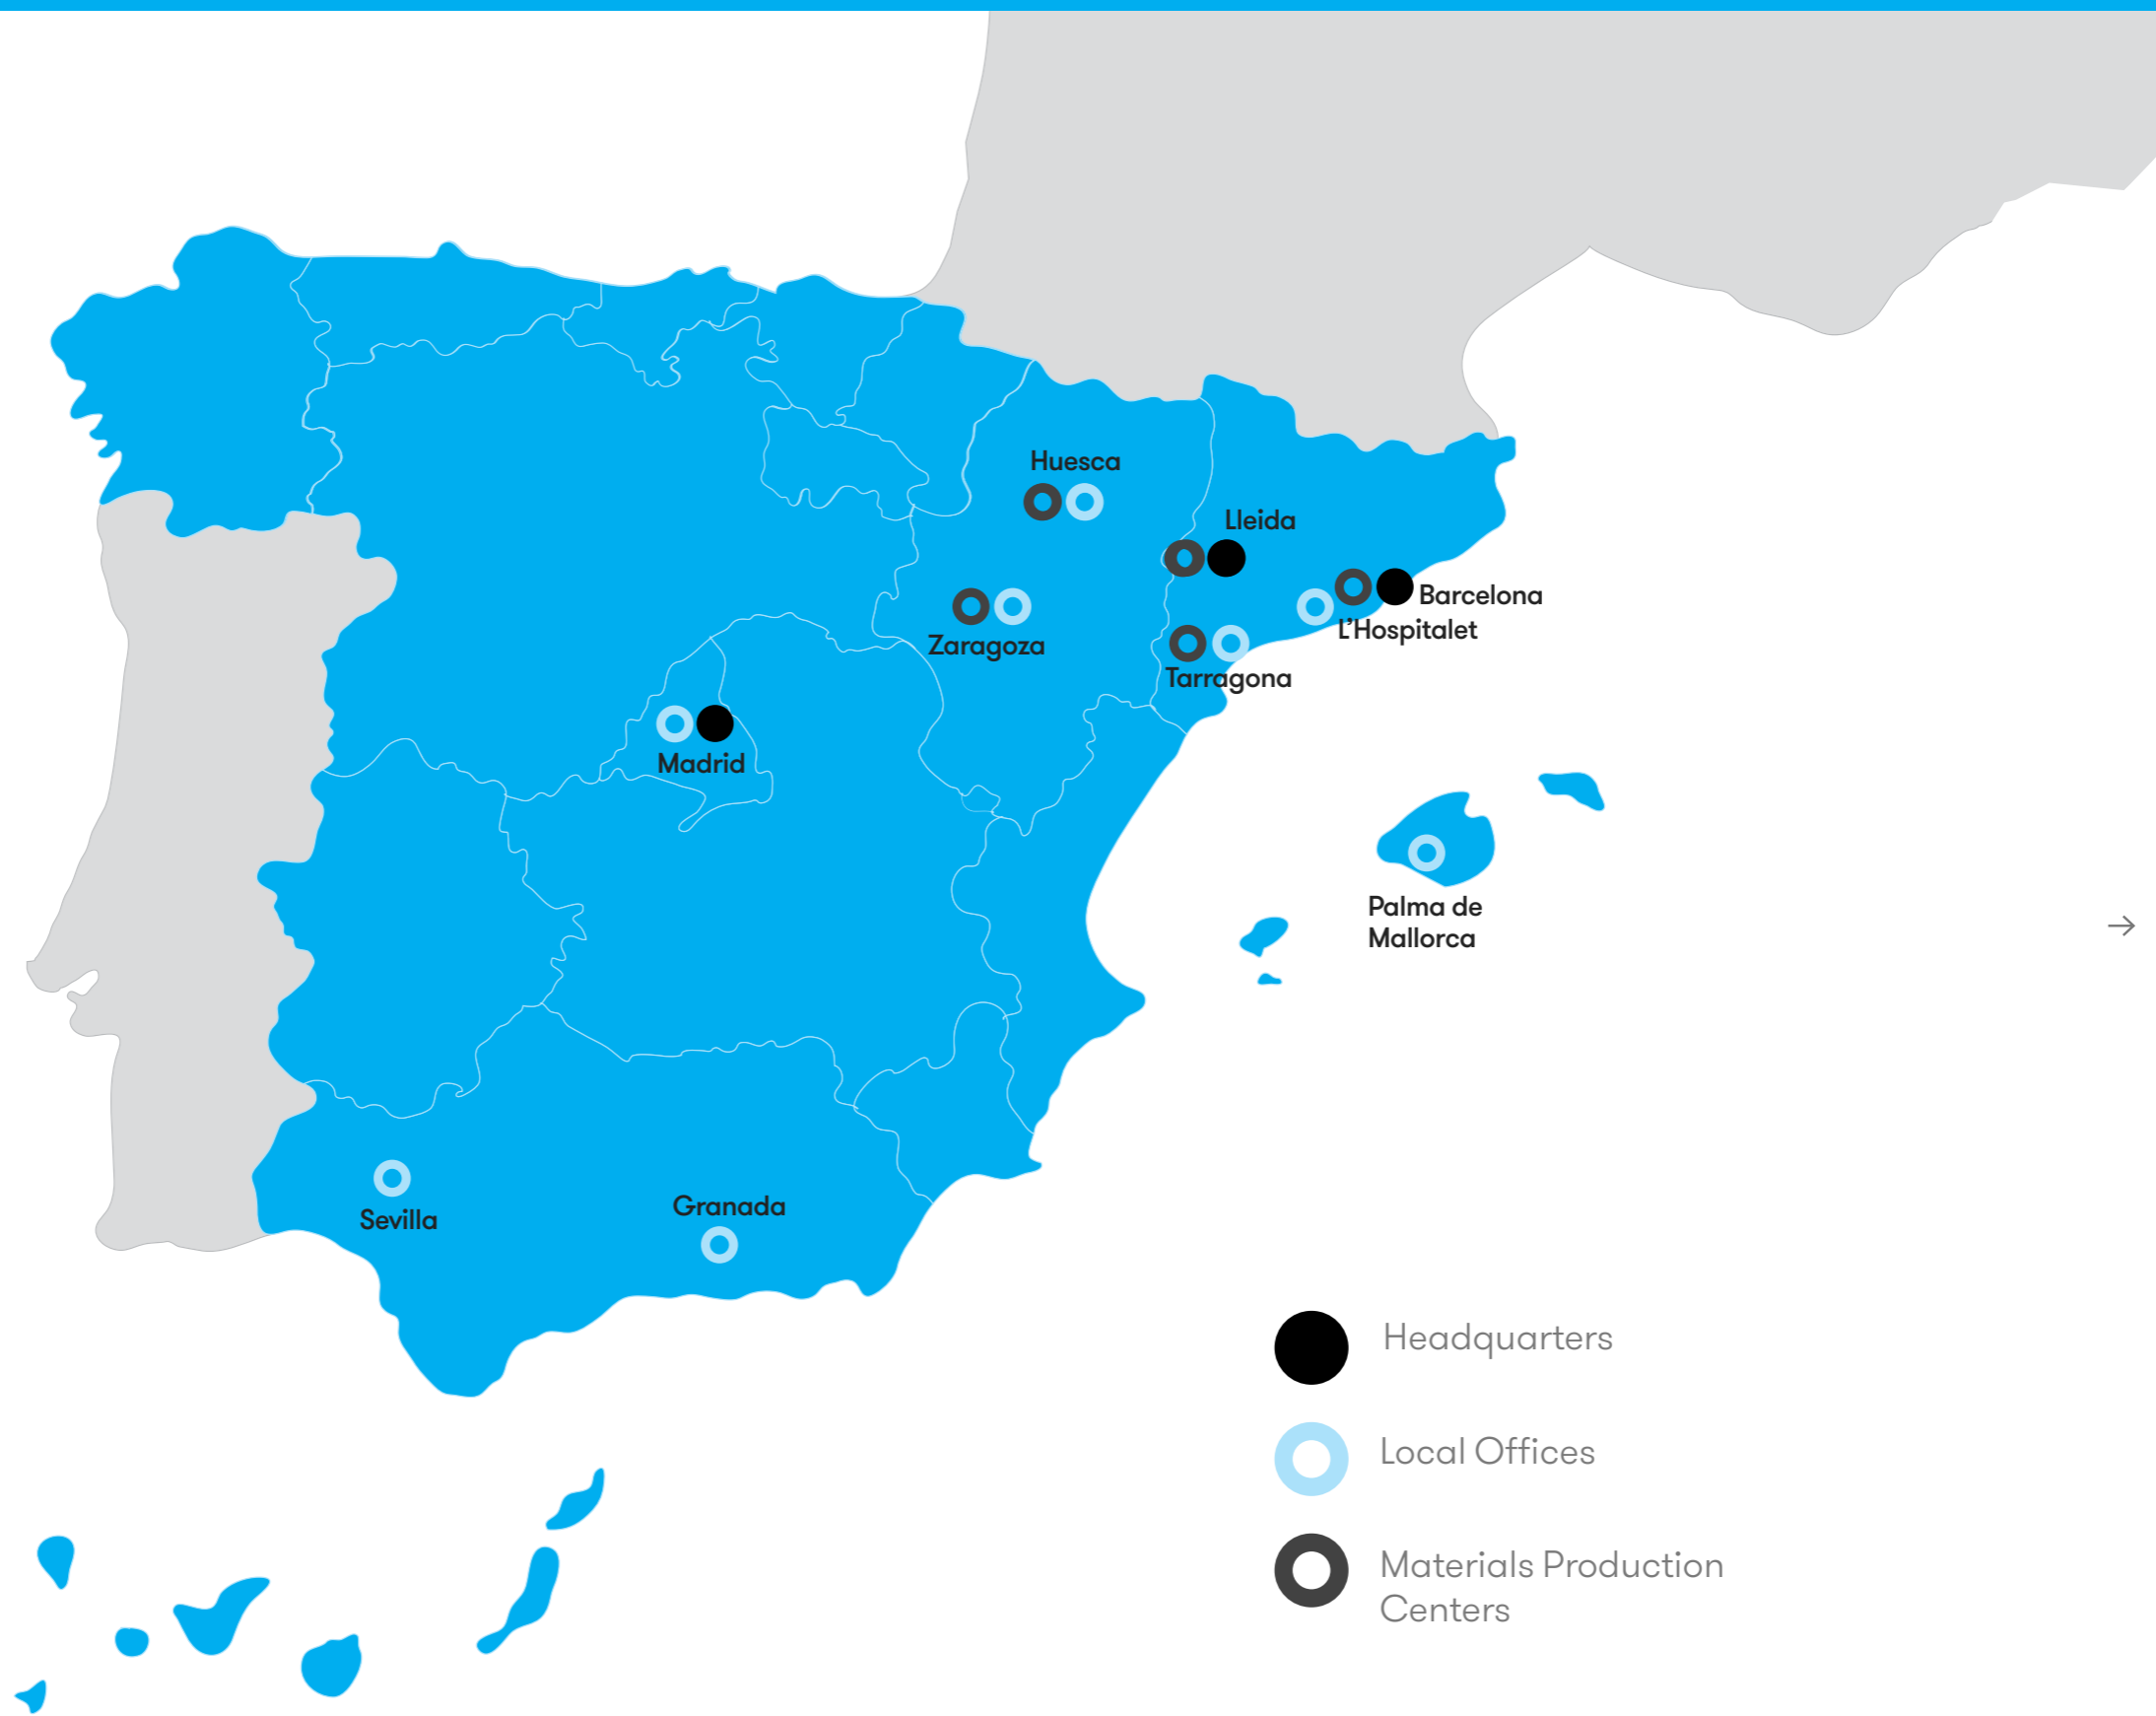 Huesca
Lleida
Barcelona
L’Hospitalet
Zaragoza
Tarragona
Madrid
Palma de
Mallorca
Sevilla
Granada
Headquarters
Local Offices
Materials Production
Centers